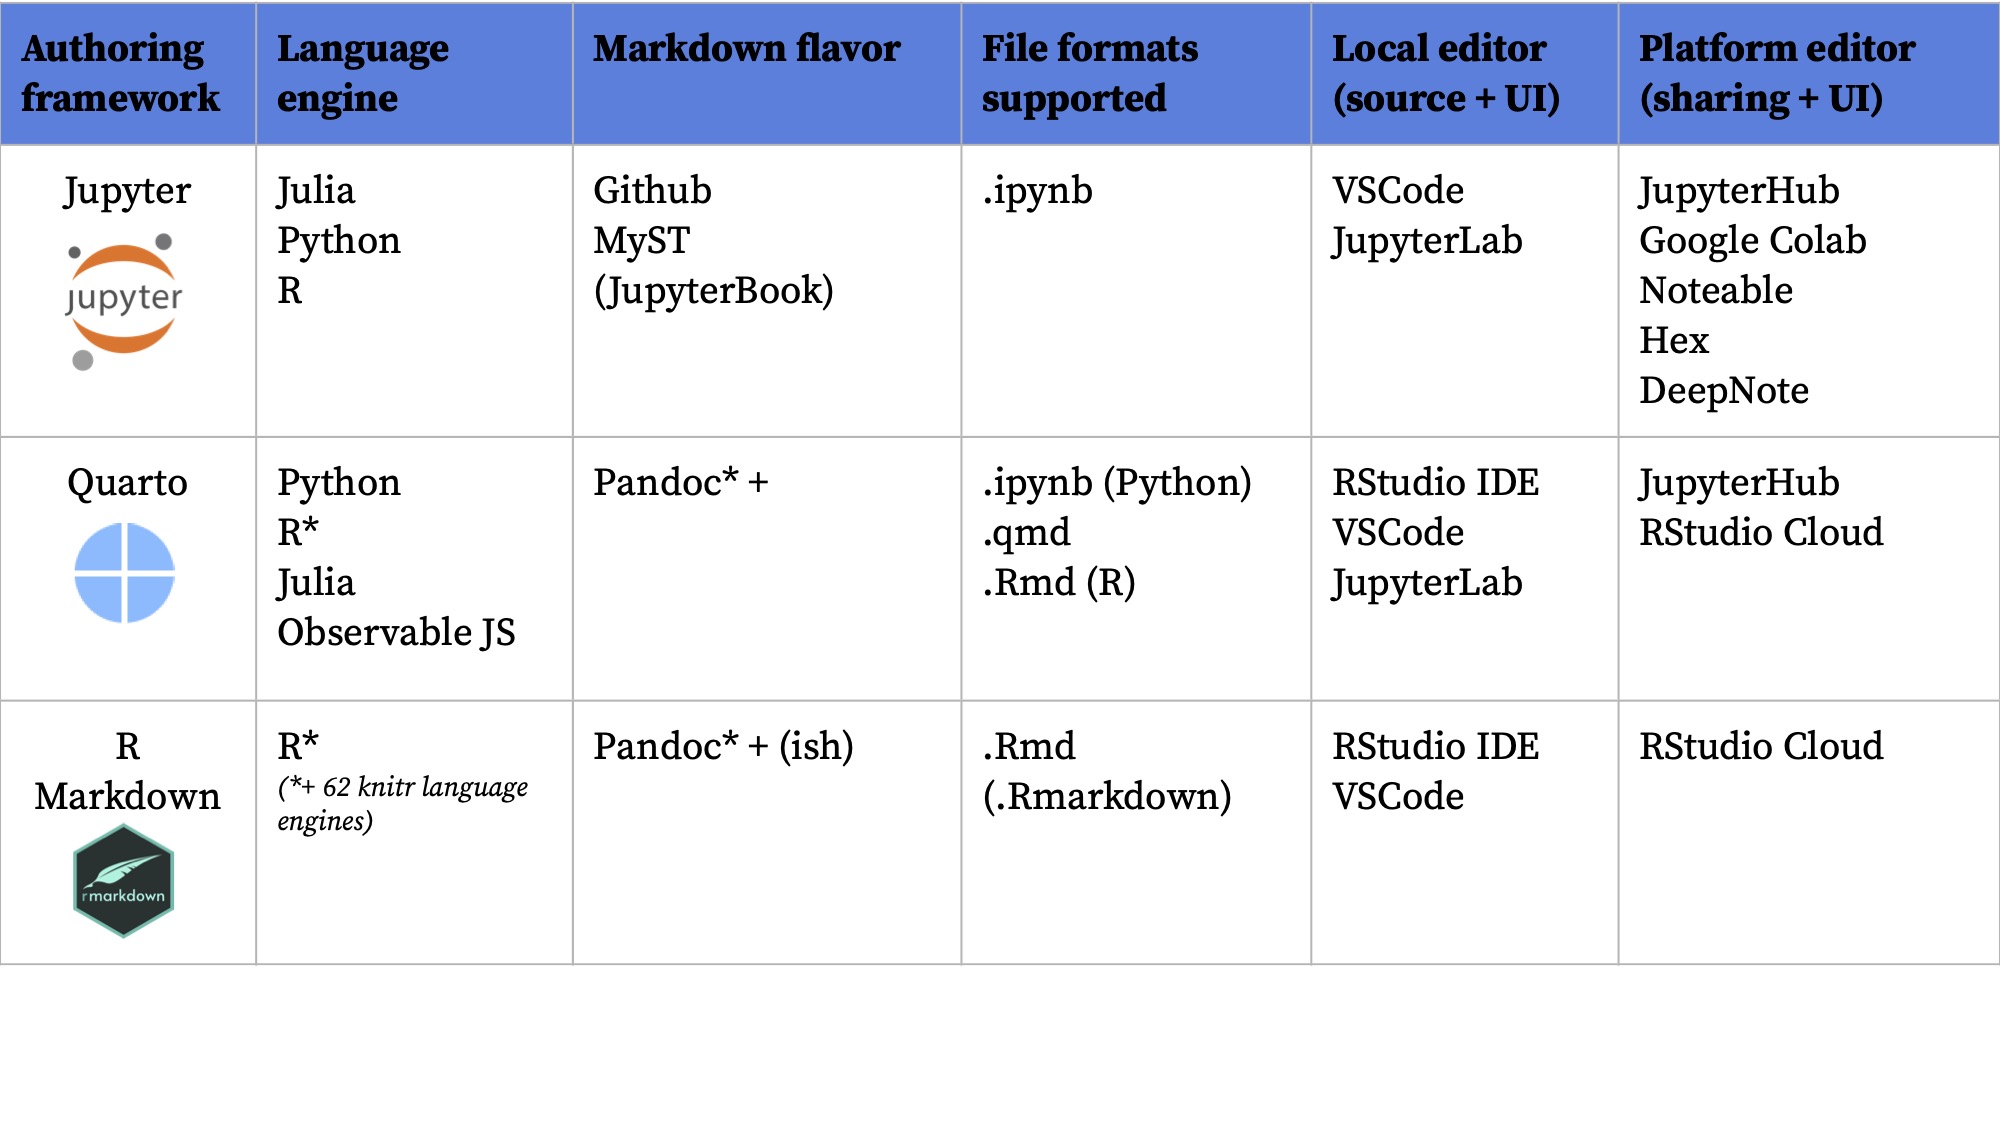 Authoring framework
Language engine
Markdown flavor
File formats supported
Local editor (source + UI)
Platform editor (sharing + UI)
Jupyter
jupyter
Julia
Python
R
Github
MyST
(JupyterBook)
.ipynb
VSCode
JupyterLab
JupyterHub
Google Colab
Noteable
Hex
DeepNote
Quarto
Python
R*
Julia
Observable JS
Pandoc* +
.ipynb (Python)
.qmd
.Rmd (R)
RStudio IDE
VSCode
JupyterLab
JupyterHub
RStudio Cloud
R
Markdown
rmarkdown
R*
(*+ 62 knitr language
engines)
Pandoc* + (ish)
.Rmd
(.Rmarkdown)
RStudio IDE
VSCode
RStudio Cloud